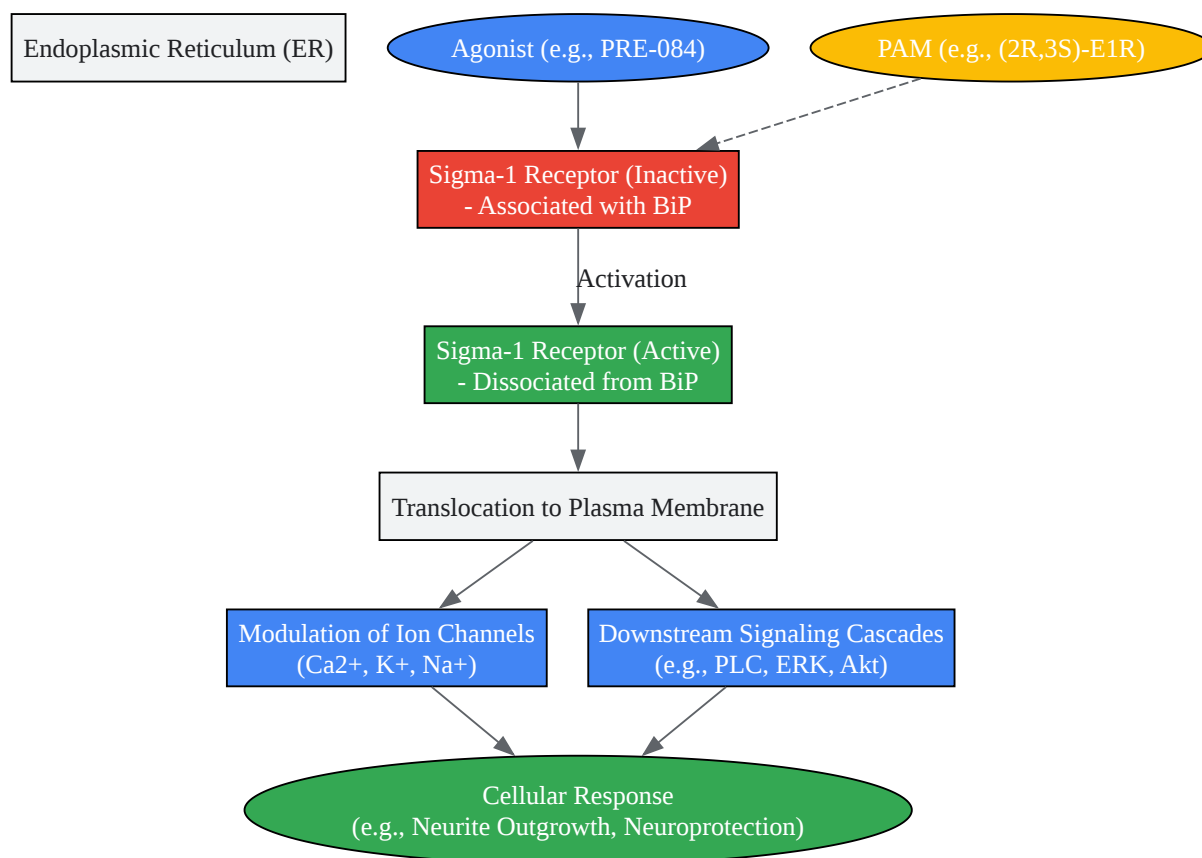 Endoplasmic Reticulum (ER)
Agonist (e.g., PRE-084)
PAM (e.g., (2R,3S)-E1R)
Sigma-1 Receptor (Inactive)
- Associated with BiP
Activation
Sigma-1 Receptor (Active)
- Dissociated from BiP
Translocation to Plasma Membrane
Modulation of Ion Channels
(Ca2+, K+, Na+)
Downstream Signaling Cascades
(e.g., PLC, ERK, Akt)
Cellular Response
(e.g., Neurite Outgrowth, Neuroprotection)